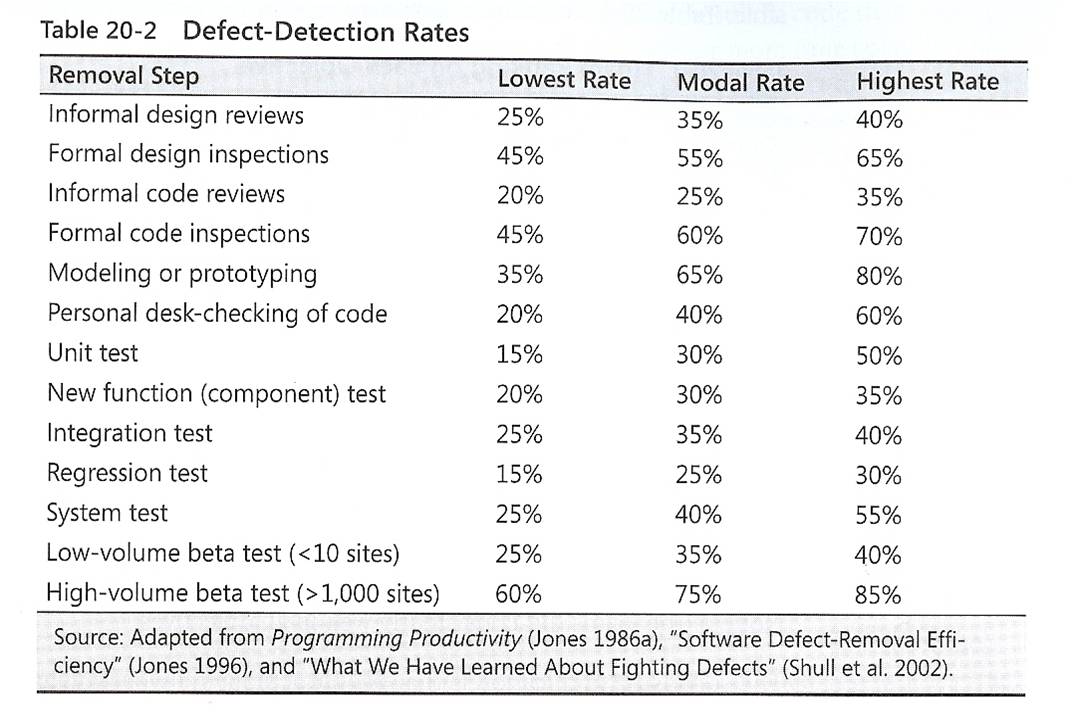 Table 20-2 Defect-Detection Rates
Removal Step Lowest Rate Modal Rate Highest Rate
Informal design reviews 25% 35% 40%
Formal design inspections 45% 55% 65%
Informal code reviews 20% 25% 35%
Formal code inspections 45% 60% 70%
Modeling or prototyping 35% 65% 80%
Personal desk-checking of code 20% 40% 60%
Unit test 15% 30% 50%
New function (component) test 20% 30% 35%
Integration test 25% 35% 40%
Regression test 15% 25% 30%
System test 25% 40% 55%
Low-volume beta test (<10 sites) 25% 35% 40%
High-volume beta test (>1,000 sites) 60% 75% 85%
Source: Adapted from Programming Productivity (Jones 1986a), "Software Defect-Removal Effi-
ciency" (Jones 1996), and "What We Have Learned About Fighting Defects" (Shull et al. 2002).